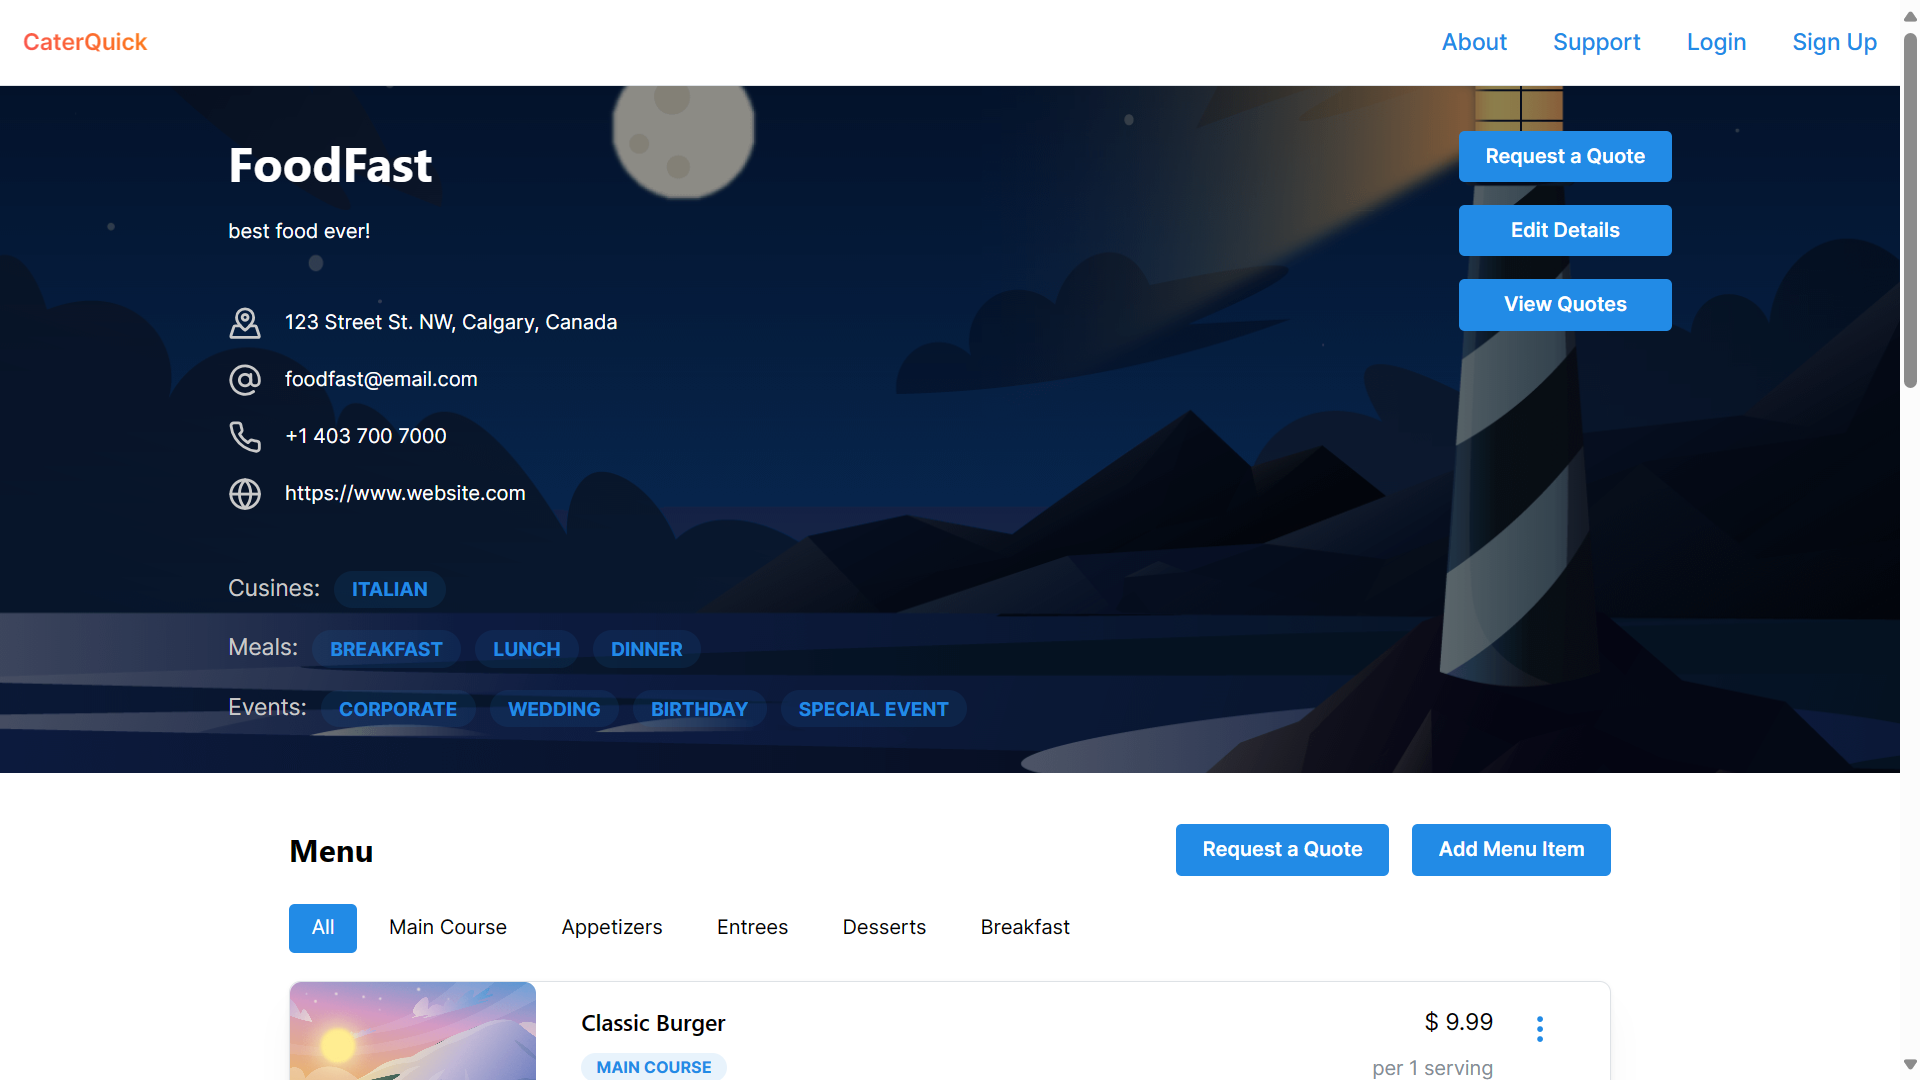 CaterQuick About Support Login Sign Up
FoodFast
best food ever!
Request a Quote
Edit Details
View Quotes
123 Street St. NW, Calgary, Canada
foodfast@email.com
+1 403 700 7000
https://www.website.com
Cusines: ITALIAN
Meals: BREAKFAST LUNCH DINNER
Events: CORPORATE WEDDING BIRTHDAY SPECIAL EVENT
Menu Request a Quote Add Menu Item
All Main Course Appetizers Entrees Desserts Breakfast
Classic Burger $ 9.99
MAIN COURSE per 1 serving